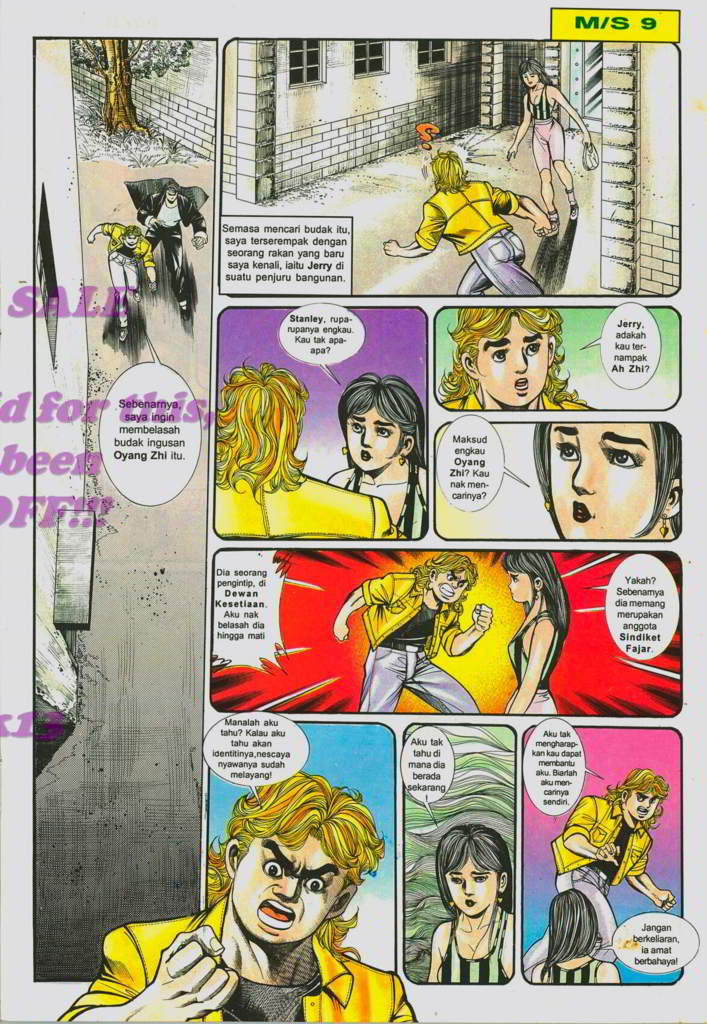 M/S 9
Sebenarnya,
saya ingin
membelasah
budak ingusan
Oyang Zhi itu.
Semasa mencari budak itu,
saya terserempak dengan
seorang rakan yang baru
saya kenali, iaitu Jerry di
suatu penjuru bangunan.
?
Stanley, rupa-
rupanya engkau.
Kau tak apa-
apa?
Jerry,
adakah
kau ter-
nampak
Ah Zhi?
Maksud
engkau
Oyang
Zhi? Kau
nak men-
carinya?
Dia seorang
pengintip, di
Dewan
Kesetiaan.
Aku nak
belasah dia
hingga mati
Yakah?
Sebenarnya
dia memang
merupakan
anggota
Sindiket
Fajar.
Manalah aku
tahu? Kalau aku
tahu akan
identitinya,nescaya
nyawanya sudah
melayang!
Aku tak
tahu di
mana dia
berada
sekarang
!
Aku tak
mengharap-
kan kau dapat
membantu
aku. Biarlah
aku men-
carinya
sendiri.
Jangan
berkeliaran,
ia amat
berbahaya!
SALE
d for this,
been
OFF!!!